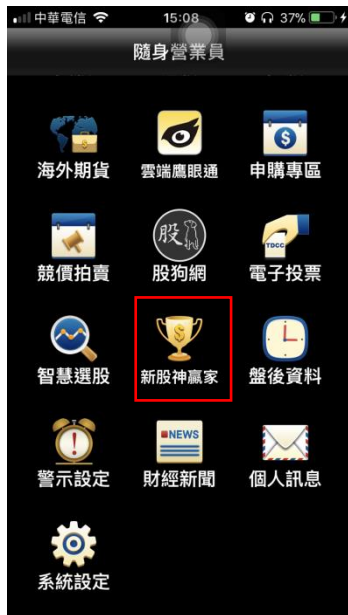 中華電信 15:08 37%
隨身營業員
$
海外期貨 雲端鷹眼通 申購專區
股狗 TDCC
競價拍賣 股狗網 電子投票
$ L
智慧選股 新股神贏家 盤後資料
! NEWS
警示設定 財經新聞 個人訊息
系統設定